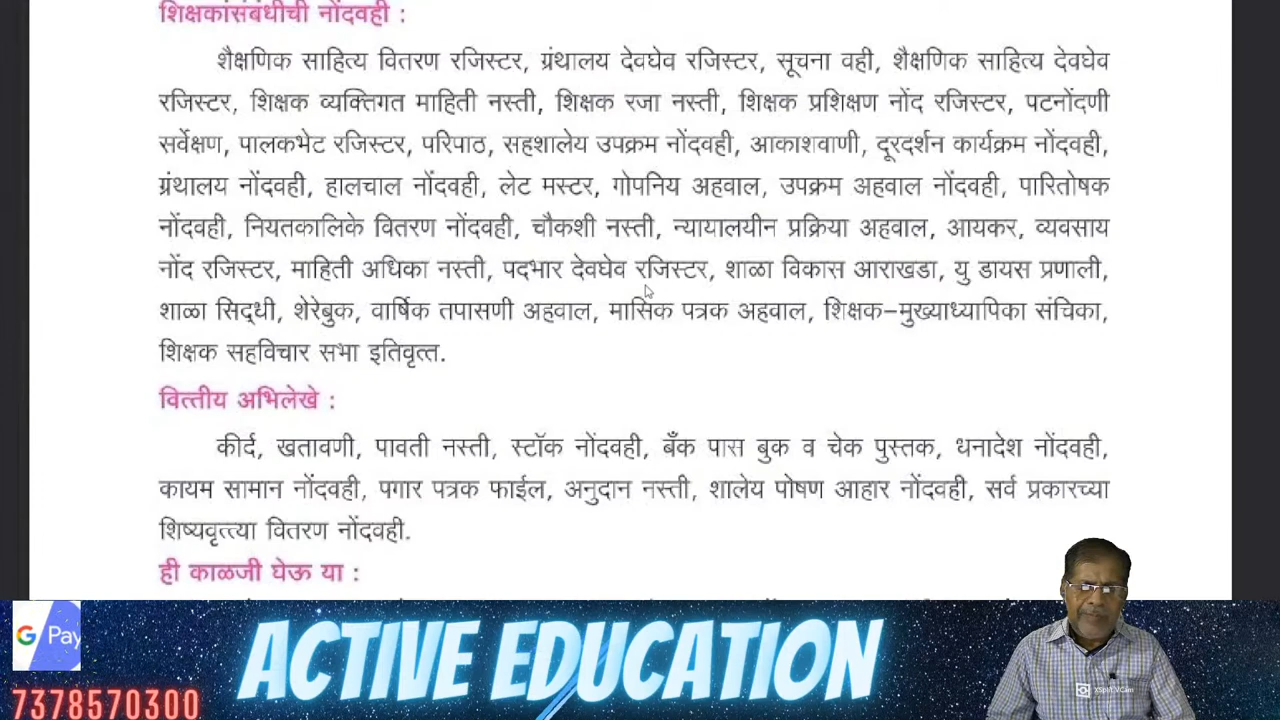 शिक्षकांसंबंधीची नोंदवही :
शैक्षणिक साहित्य वितरण रजिस्टर, ग्रंथालय देवघेव रजिस्टर, सूचना वही, शैक्षणिक साहित्य देवघेव
रजिस्टर, शिक्षक व्यक्तिगत माहिती नस्ती, शिक्षक रजा नस्ती, शिक्षक प्रशिक्षण नोंद रजिस्टर, पटनोंदणी
सर्वेक्षण, पालकभेट रजिस्टर, परिपाठ, सहशालेय उपक्रम नोंदवही, आकाशवाणी, दूरदर्शन कार्यक्रम नोंदवही,
ग्रंथालय नोंदवही, हालचाल नोंदवही, लेट मस्टर, गोपनिय अहवाल, उपक्रम अहवाल नोंदवही, पारितोषक
नोंदवही, नियतकालिके वितरण नोंदवही, चौकशी नस्ती, न्यायालयीन प्रक्रिया अहवाल, आयकर, व्यवसाय
नोंद रजिस्टर, माहिती अधिका नस्ती, पदभार देवघेव रजिस्टर, शाळा विकास आराखडा, यु डायस प्रणाली,
शाळा सिद्धी, शेरेबुक, वार्षिक तपासणी अहवाल, मासिक पत्रक अहवाल, शिक्षक-मुख्याध्यापिका संचिका,
शिक्षक सहविचार सभा इतिवृत्त.
वित्तीय अभिलेखे :
कीर्द, खतावणी, पावती नस्ती, स्टॉक नोंदवही, बँक पास बुक व चेक पुस्तक, धनादेश नोंदवही,
कायम सामान नोंदवही, पगार पत्रक फाईल, अनुदान नस्ती, शालेय पोषण आहार नोंदवही, सर्व प्रकारच्या
शिष्यवृत्त्या वितरण नोंदवही.
ही काळजी घेऊ या :
G Pay
ACTIVE EDUCATION
7378570300
XSplit VCam